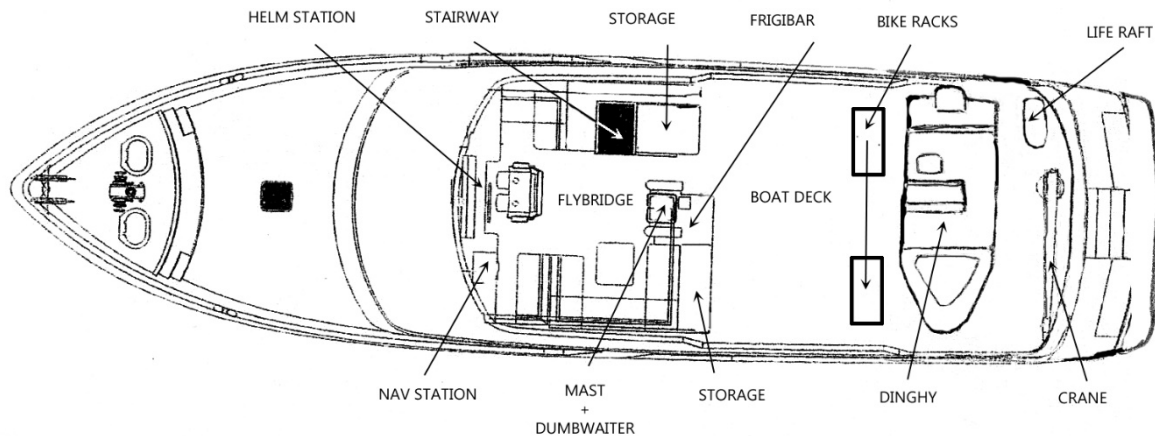 HELM STATION
STAIRWAY
STORAGE
FRIGIBAR
BIKE RACKS
LIFE RAFT
FLYBRIDGE
BOAT DECK
NAV STATION
MAST
+
DUMBWAITER
STORAGE
DINGHY
CRANE